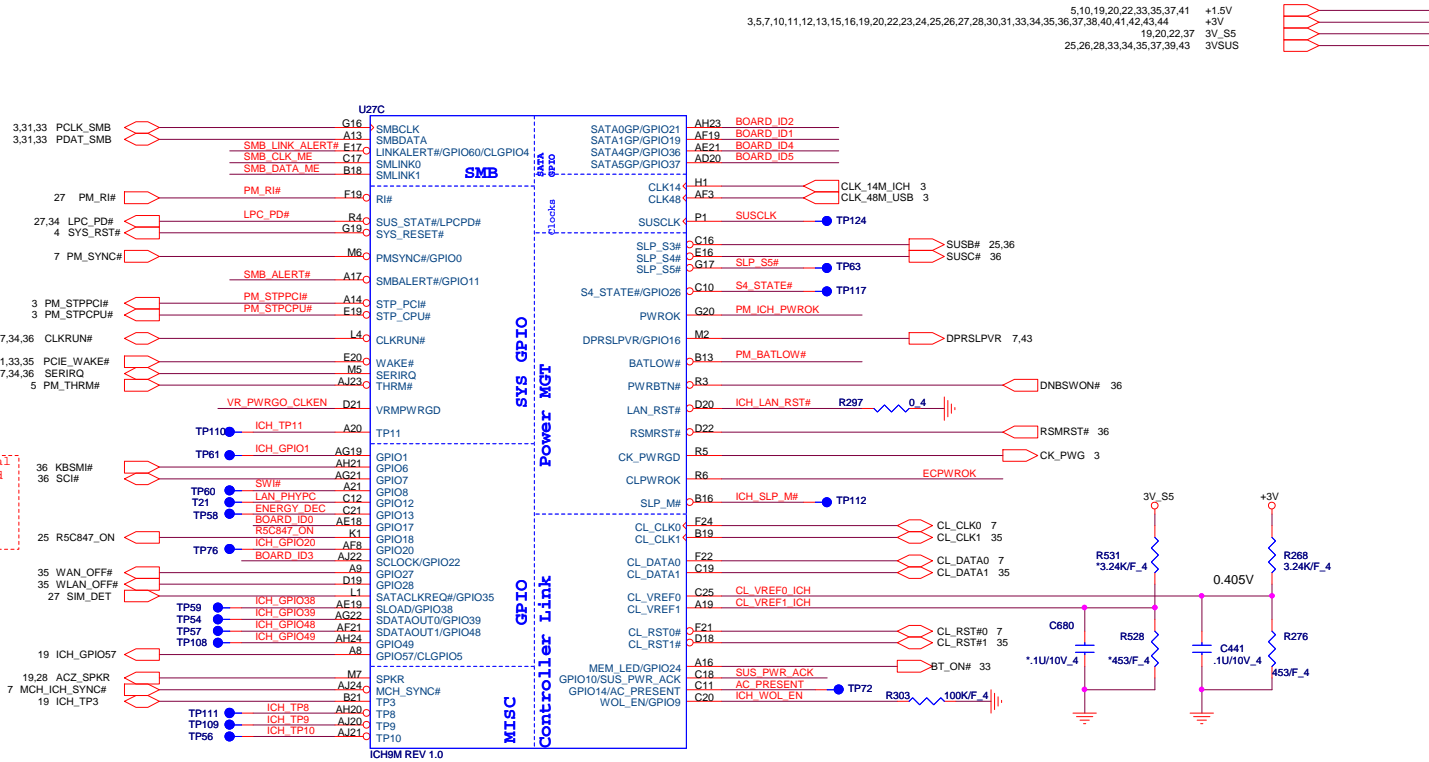 5,10,19,20,22,33,35,37,41 +1.5V
3,5,7,10,11,12,13,15,16,19,20,22,23,24,25,26,27,28,30,31,33,34,35,36,37,38,40,41,42,43,44 +3V
19,20,22,37 3V_S5
25,26,28,33,34,35,37,39,43 3VSUS
U27C
3,31,33 PCLK_SMB G16 SMBCLK
3,31,33 PDAT_SMB A13 SMBDATA
SMB_LINK_ALERT# E17 LINKALERT#/GPIO60/CLGPIO4
SMB_CLK_ME C17 SMLINK0
SMB_DATA_ME B18 SMLINK1
SMB
27 PM_RI# PM_RI# F19 RI#
27,34 LPC_PD# LPC_PD# R4 SUS_STAT#/LPCPD#
4 SYS_RST# G19 SYS_RESET#
7 PM_SYNC# M6 PMSYNC#/GPIO0
SMB_ALERT# A17 SMBALERT#/GPIO11
3 PM_STPPCI# PM_STPPCI# A14 STP_PCI#
3 PM_STPCPU# PM_STPCPU# E19 STP_CPU#
7,34,36 CLKRUN# L4 CLKRUN#
1,33,35 PCIE_WAKE# E20 WAKE#
7,34,36 SERIRQ M5 SERIRQ
5 PM_THRM# AJ23 THRM#
VR_PWRGO_CLKEN D21 VRMPWRGD
TP110 ICH_TP11 A20 TP11
SYS GPIO
TP61 ICH_GPIO1 AG19 GPIO1
36 KBSMI# AH21 GPIO6
36 SCI# AG21 GPIO7
TP60 SWI# A21 GPIO8
T21 LAN_PHYPC C12 GPIO12
TP58 ENERGY_DEC C21 GPIO13
BOARD_ID0 AE18 GPIO17
25 R5C847_ON R5C847_ON K1 GPIO18
TP76 ICH_GPIO20 AF8 GPIO20
BOARD_ID3 AJ22 SCLOCK/GPIO22
35 WAN_OFF# A9 GPIO27
35 WLAN_OFF# D19 GPIO28
27 SIM_DET L1 SATACLKREQ#/GPIO35
TP59 ICH_GPIO38 AE19 SLOAD/GPIO38
TP54 ICH_GPIO39 AG22 SDATAOUT0/GPIO39
TP57 ICH_GPIO48 AF21 SDATAOUT1/GPIO48
TP108 ICH_GPIO49 AH24 GPIO49
19 ICH_GPIO57 A8 GPIO57/CLGPIO5
GPIO
19,28 ACZ_SPKR M7 SPKR
7 MCH_ICH_SYNC# AJ24 MCH_SYNC#
19 ICH_TP3 B21 TP3
TP111 ICH_TP8 AH20 TP8
TP109 ICH_TP9 AJ20 TP9
TP56 ICH_TP10 AJ21 TP10
MISC
ICH9M REV 1.0
SATA
GPIO
SATA0GP/GPIO21 AH23 BOARD_ID2
SATA1GP/GPIO19 AF19 BOARD_ID1
SATA4GP/GPIO36 AE21 BOARD_ID4
SATA5GP/GPIO37 AD20 BOARD_ID5
Clocks
CLK14 H1 CLK_14M_ICH 3
CLK48 AF3 CLK_48M_USB 3
SUSCLK P1 SUSCLK TP124
Power MGT
SLP_S3# C16 SUSB# 25,36
SLP_S4# E16 SUSC# 36
SLP_S5# G17 SLP_S5# TP63
S4_STATE#/GPIO26 C10 S4_STATE# TP117
PWROK G20 PM_ICH_PWROK
DPRSLPVR/GPIO16 M2 DPRSLPVR 7,43
BATLOW# B13 PM_BATLOW#
PWRBTN# R3 DNBSWON# 36
LAN_RST# D20 ICH_LAN_RST# R297 0_4
RSMRST# D22 RSMRST# 36
CK_PWRGD R5 CK_PWG 3
CLPWROK R6 ECPWROK
SLP_M# B16 ICH_SLP_M# TP112
Controller Link
CL_CLK0 F24 CL_CLK0 7
CL_CLK1 B19 CL_CLK1 35
CL_DATA0 F22 CL_DATA0 7
CL_DATA1 C19 CL_DATA1 35
CL_VREF0 C25 CL_VREF0_ICH
CL_VREF1 A19 CL_VREF1_ICH
CL_RST0# F21 CL_RST#0 7
CL_RST1# D18 CL_RST#1 35
MEM_LED/GPIO24 A16 BT_ON# 33
GPIO10/SUS_PWR_ACK C18 SUS_PWR_ACK
GPIO14/AC_PRESENT C11 AC_PRESENT TP72
WOL_EN/GPIO9 C20 ICH_WOL_EN R303 100K/F_4
3V_S5
+3V
R531
*3.24K/F_4
R268
3.24K/F_4
0.405V
C680
*.1U/10V_4
R528
*453/F_4
C441
.1U/10V_4
R276
453/F_4